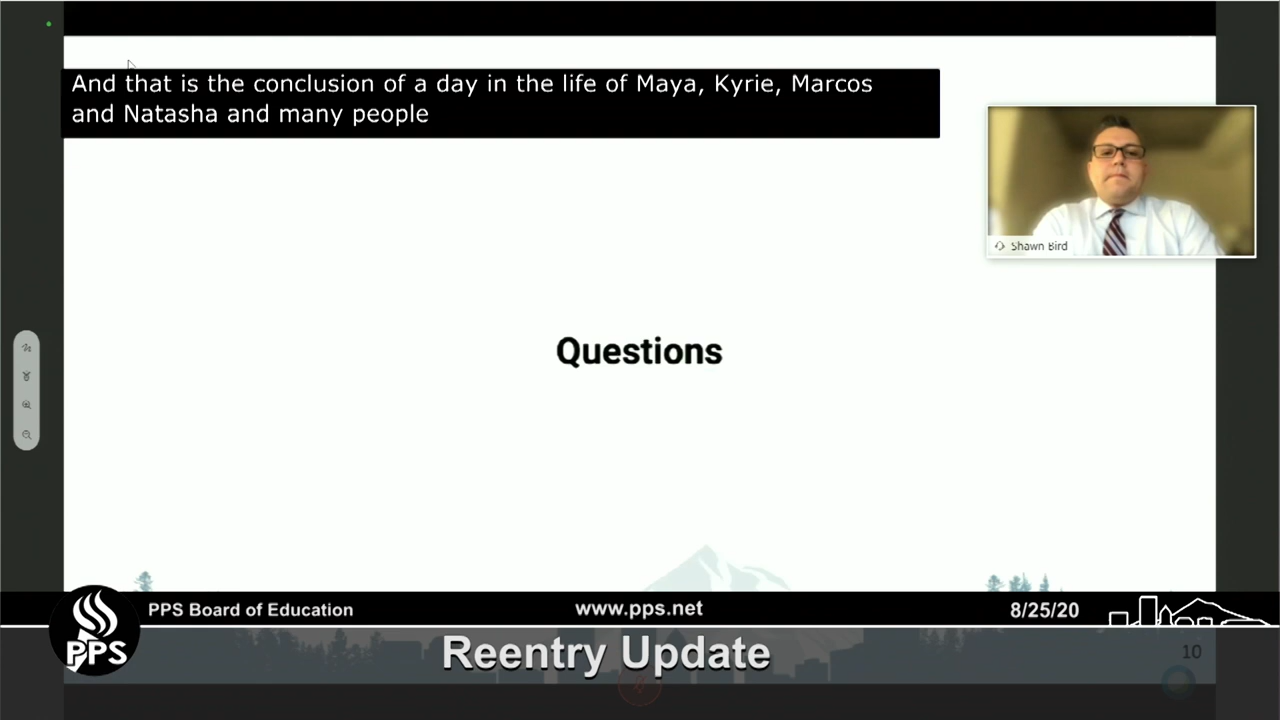 And that is the conclusion of a day in the life of Maya, Kyrie, Marcos
and Natasha and many people
Shawn Bird
Questions
PPS Board of Education
www.pps.net
8/25/20
PPS
Reentry Update
10